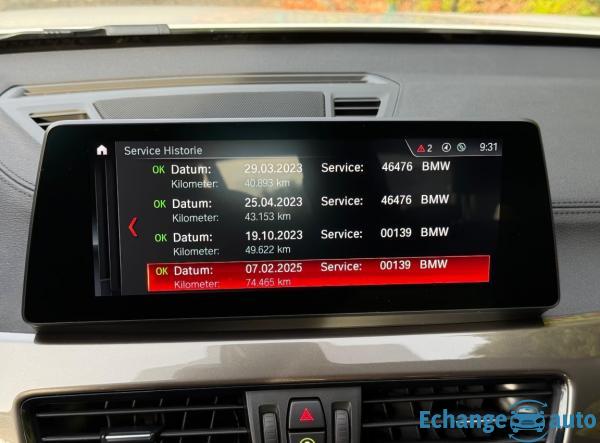 Service Historie
2
9:31
OK Datum: 29.03.2023 Service: 46476 BMW
Kilometer: 40.893 km
OK Datum: 25.04.2023 Service: 46476 BMW
Kilometer: 43.153 km
OK Datum: 19.10.2023 Service: 00139 BMW
Kilometer: 49.622 km
OK Datum: 07.02.2025 Service: 00139 BMW
Kilometer: 74.465 km
Echange auto